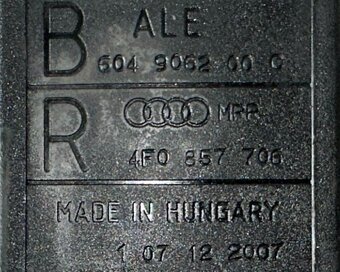 B ALE
604 9062 00 C
R MRR
4F0 857 706
MADE IN HUNGARY
1 07 12 2007